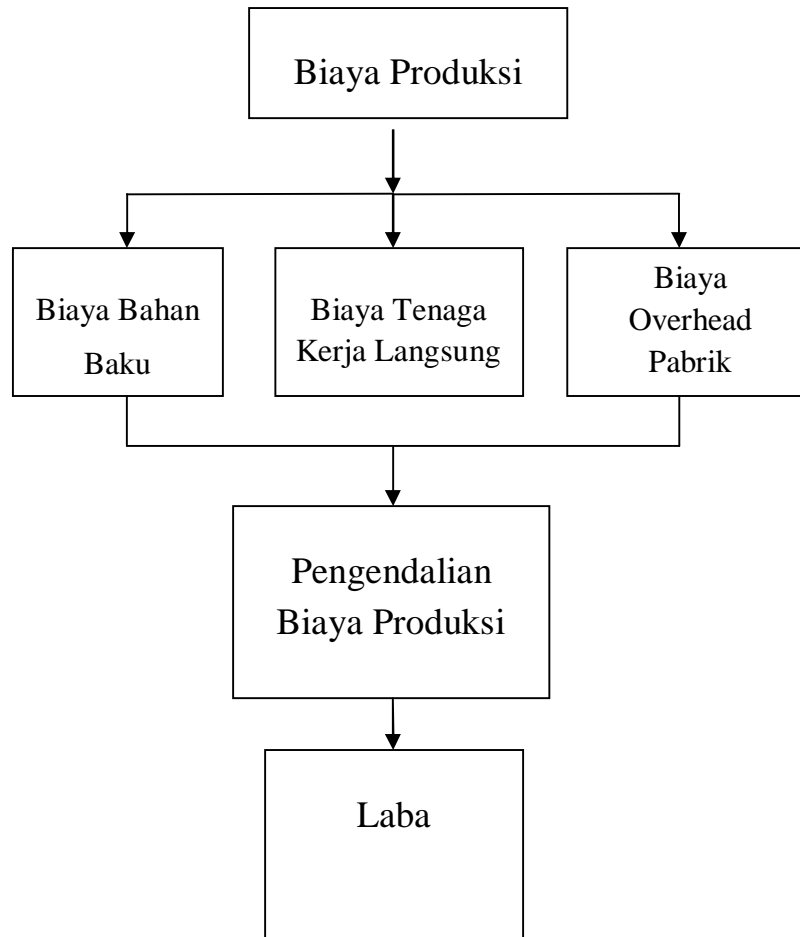 Biaya Produksi
Biaya Bahan
Baku
Biaya Tenaga
Kerja Langsung
Biaya
Overhead
Pabrik
Pengendalian
Biaya Produksi
Laba